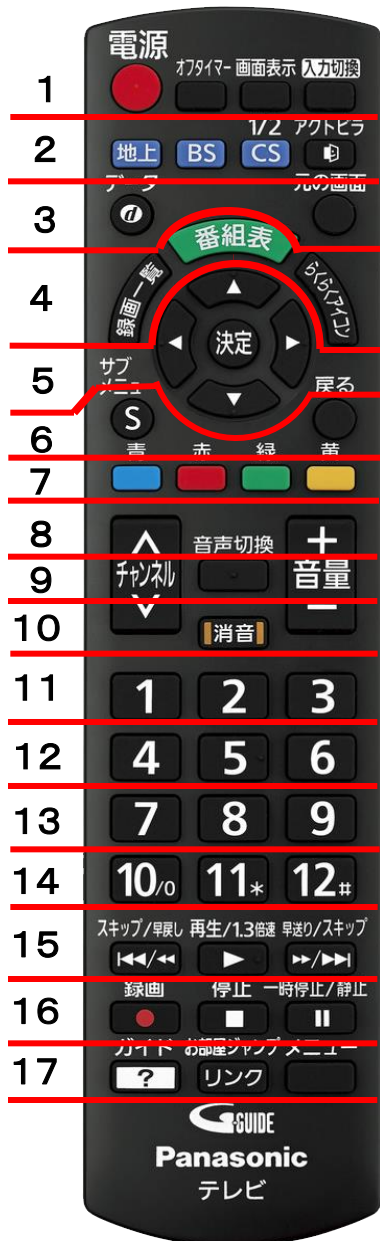 電源
オフタイマー 画面表示 入力切換
1
1/2 アクトビラ
2 地上 BS CS
データ 元の画面
3 d
番組表
4 録画一覧 らくらくアイコン
決定
5 サブメニュー 戻る
S
6
青 赤 緑 黄
7
8 + 
音声切換
チャンネル 音量
9
−
10 消音
11 1 2 3
12 4 5 6
13 7 8 9
14 10/0 11* 12#
スキップ/早戻し 再生/1.3倍速 早送り/スキップ
15
録画 停止 一時停止/静止
16
ガイド お部屋ジャンプ メニュー
17 ? リンク
G-GUIDE
Panasonic
テレビ